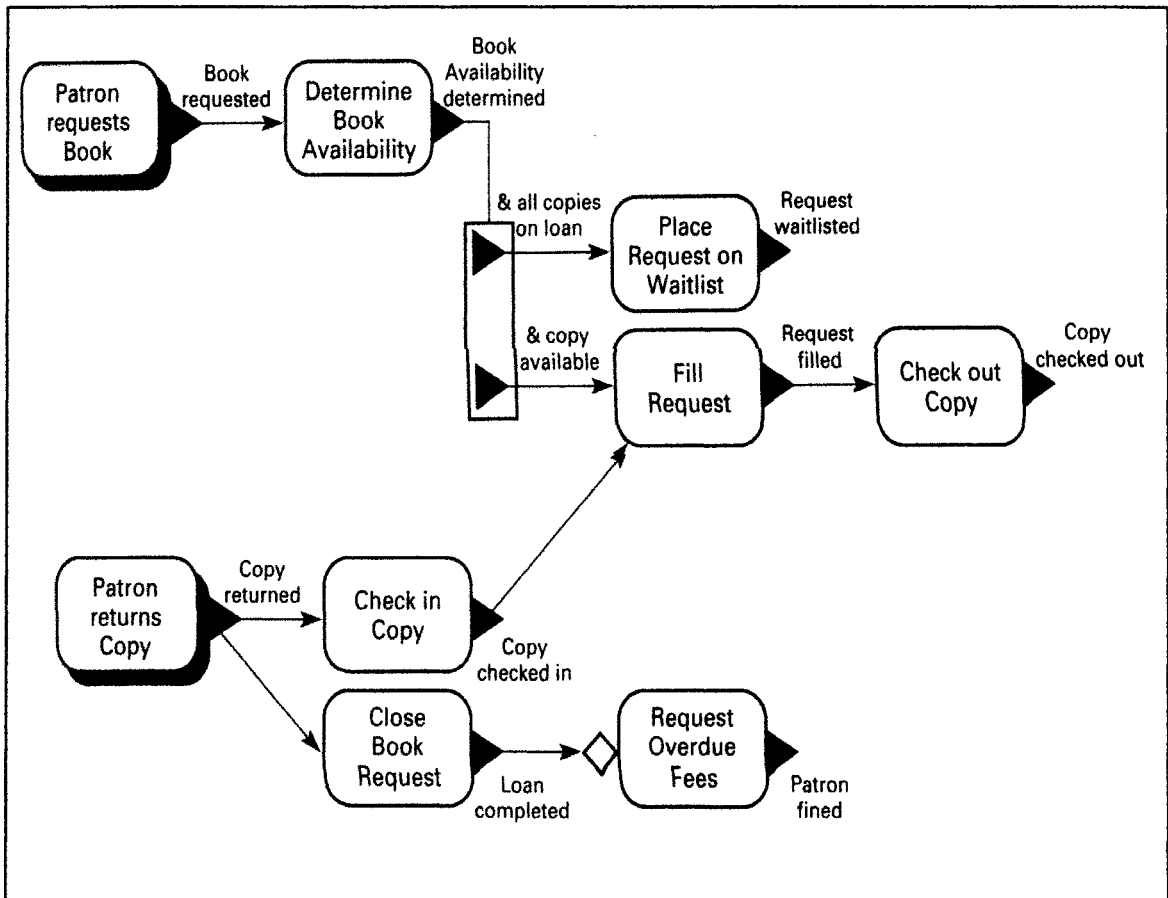 Patron
requests
Book
Book
requested
Determine
Book
Availability
Book
Availability
determined
& all copies
on loan
Place
Request on
Waitlist
Request
waitlisted
& copy
available
Fill
Request
Request
filled
Check out
Copy
Copy
checked out
Patron
returns
Copy
Copy
returned
Check in
Copy
Copy
checked in
Close
Book
Request
Loan
completed
Request
Overdue
Fees
Patron
fined